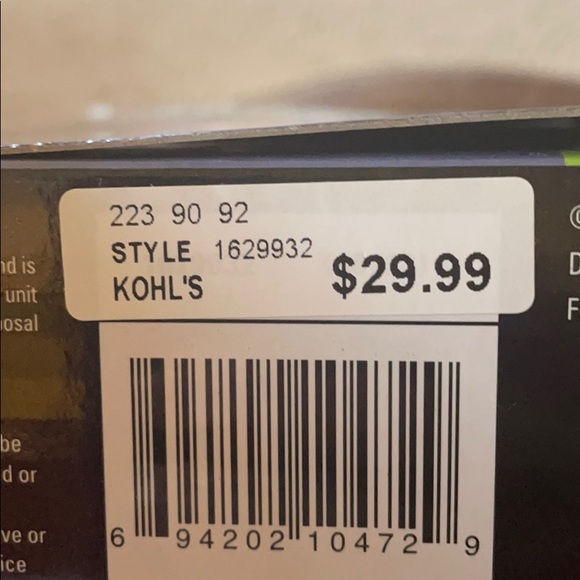 223 90 92
STYLE 1629932
KOHL'S $29.99
nd is
unit
osal
be
d or
ve or
ice
D
F
6 94202 10472 9